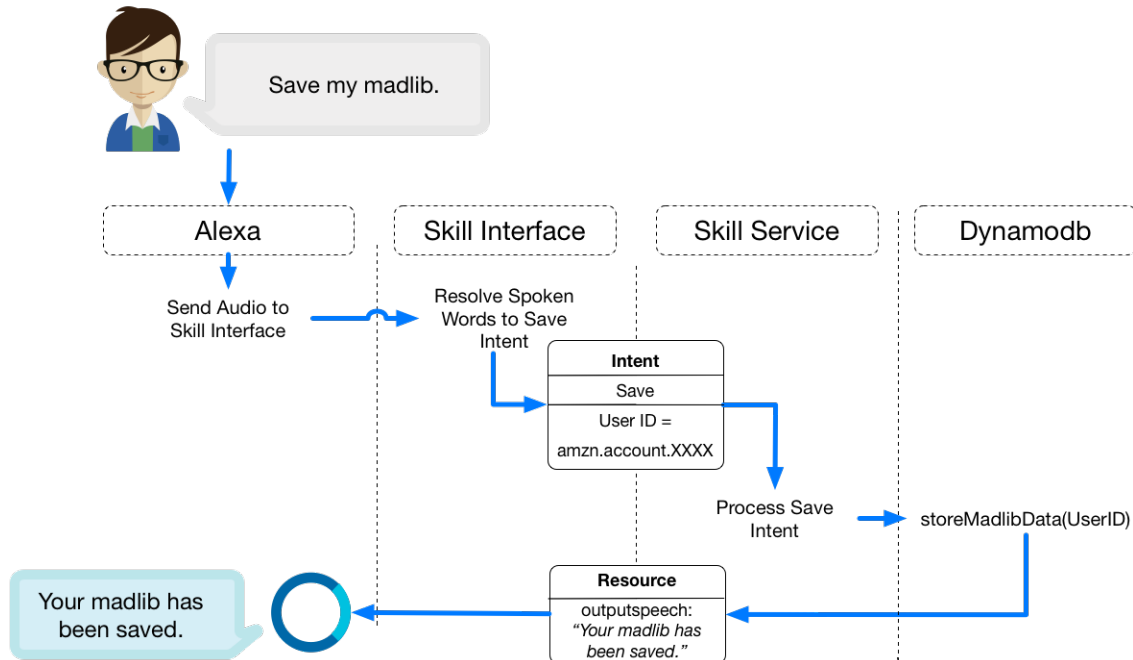 Save my madlib.
Alexa
Skill Interface
Skill Service
Dynamodb
Send Audio to
Skill Interface
Resolve Spoken
Words to Save
Intent
Intent
Save
User ID =
amzn.account.XXXX
Process Save
Intent
storeMadlibData(UserID)
Resource
outputspeech:
“Your madlib has
been saved.”
Your madlib has
been saved.